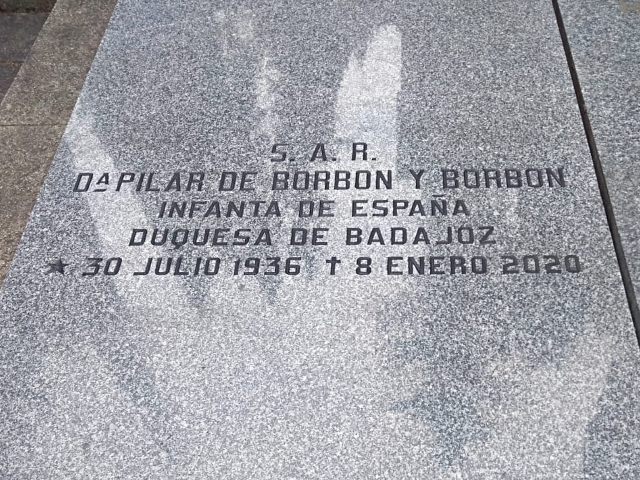 S. A. R.
Dª PILAR DE BORBON Y BORBON
INFANTA DE ESPAÑA
DUQUESA DE BADAJOZ
★ 30 JULIO 1936 ✝ 8 ENERO 2020